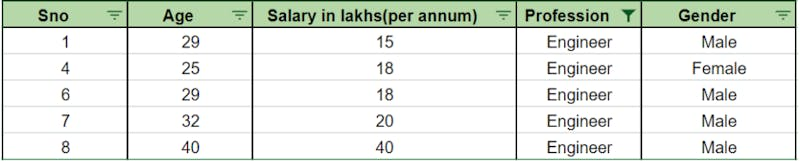 Sno Age Salary in lakhs(per annum) Profession Gender
1 29 15 Engineer Male
4 25 18 Engineer Female
6 29 18 Engineer Male
7 32 20 Engineer Male
8 40 40 Engineer Male